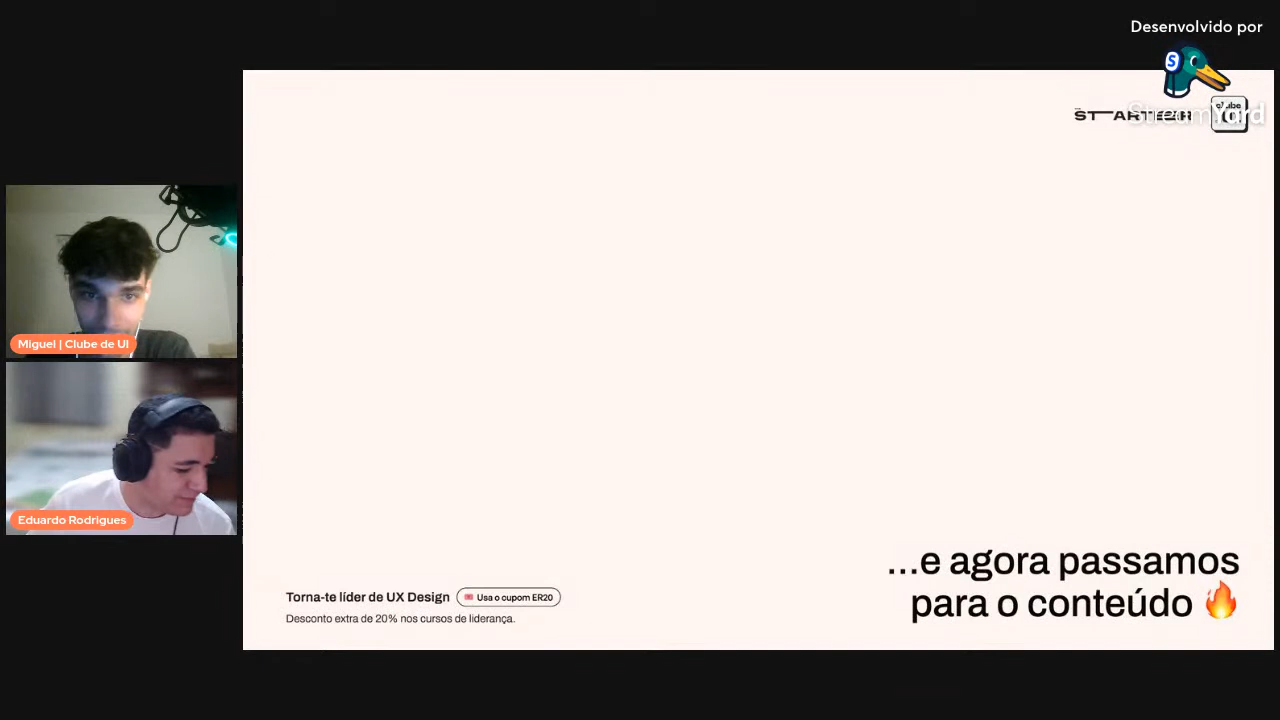 Desenvolvido por
StreamYard
Miguel | Clube de UI
Eduardo Rodrigues
...e agora passamos
para o conteúdo
Torna-te líder de UX Design
Usa o cupom ER20
Desconto extra de 20% nos cursos de liderança.